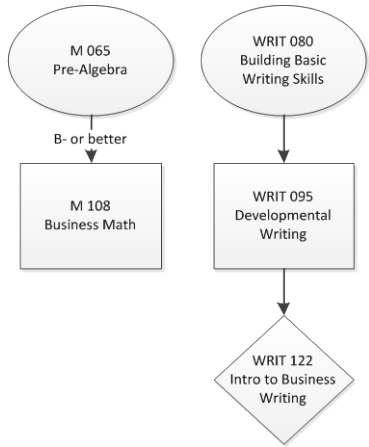 M 065
Pre-Algebra
B- or better
M 108
Business Math
WRIT 080
Building Basic
Writing Skills
WRIT 095
Developmental
Writing
WRIT 122
Intro to Business
Writing